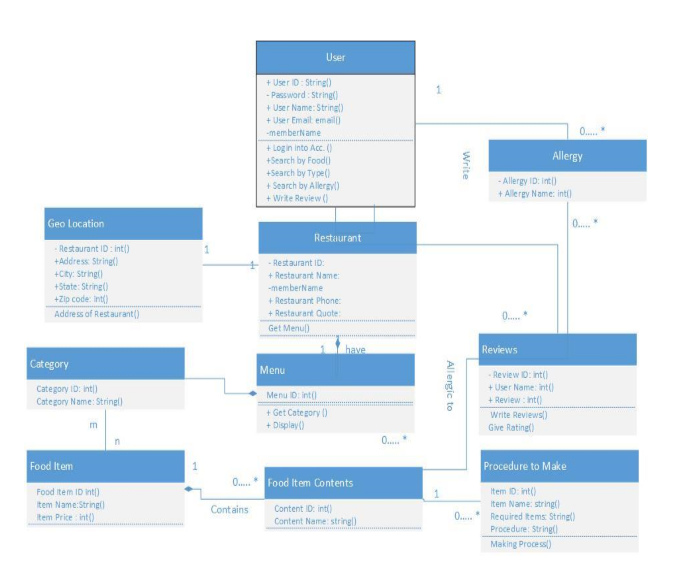 User
+ User ID : String()
- Password : String()
+ User Name: String()
+ User Email: email()
-memberName
+ Login into Acc. ()
+Search by Food()
+Search by Type()
+ Search by Allergy()
+ Write Review ()
1
0..... *
Write
Allergy
- Allergy ID: int()
+ Allergy Name: int()
0..... *
Geo Location
- Restaurant ID : int()
+Address: String()
+City: String()
+State: String()
+Zip code: int()
Address of Restaurant()
1
1
Restaurant
- Restaurant ID:
+ Restaurant Name:
-memberName
+ Restaurant Phone:
+ Restaurant Quote:
Get Menu()
1 have
0..... *
Reviews
- Review ID: int()
+ User Name: int()
+ Review : int()
Write Reviews()
Give Rating()
Allergic to
Category
Category ID: int()
Category Name: String()
Menu
Menu ID: int()
+ Get Category ()
+ Display()
0..... *
m
n
Food Item
Food Item ID int()
Item Name:String()
Item Price : int()
1
0..... *
Contains
Food Item Contents
Content ID: int()
Content Name: string()
1
0..... *
Procedure to Make
Item ID: int()
Item Name: string()
Required Items: String()
Procedure: String()
Making Process()